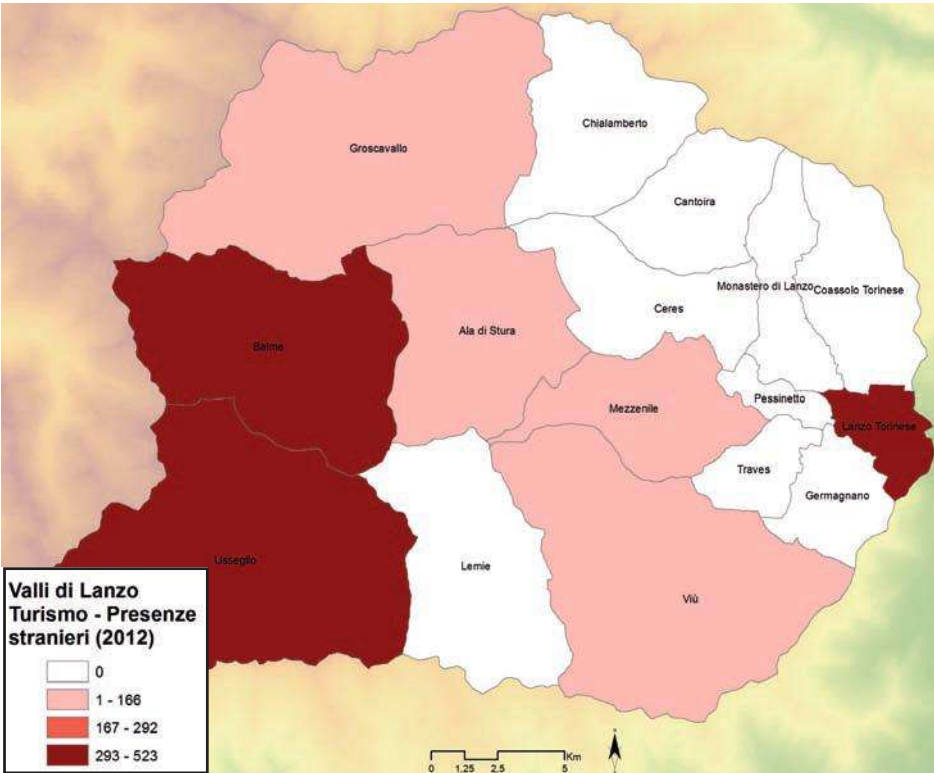 Chialamberto
Groscavallo
Cantoira
Monastero di Lanzo
Coassolo Torinese
Ceres
Ala di Stura
Balme
Pessinetto
Mezzenile
Lanzo Torinese
Traves
Germagnano
Usseglio
Lemie
Viù
Valli di Lanzo
Turismo - Presenze
stranieri (2012)
0
1 - 166
167 - 292
293 - 523
Km
0 1.25 2.5 5